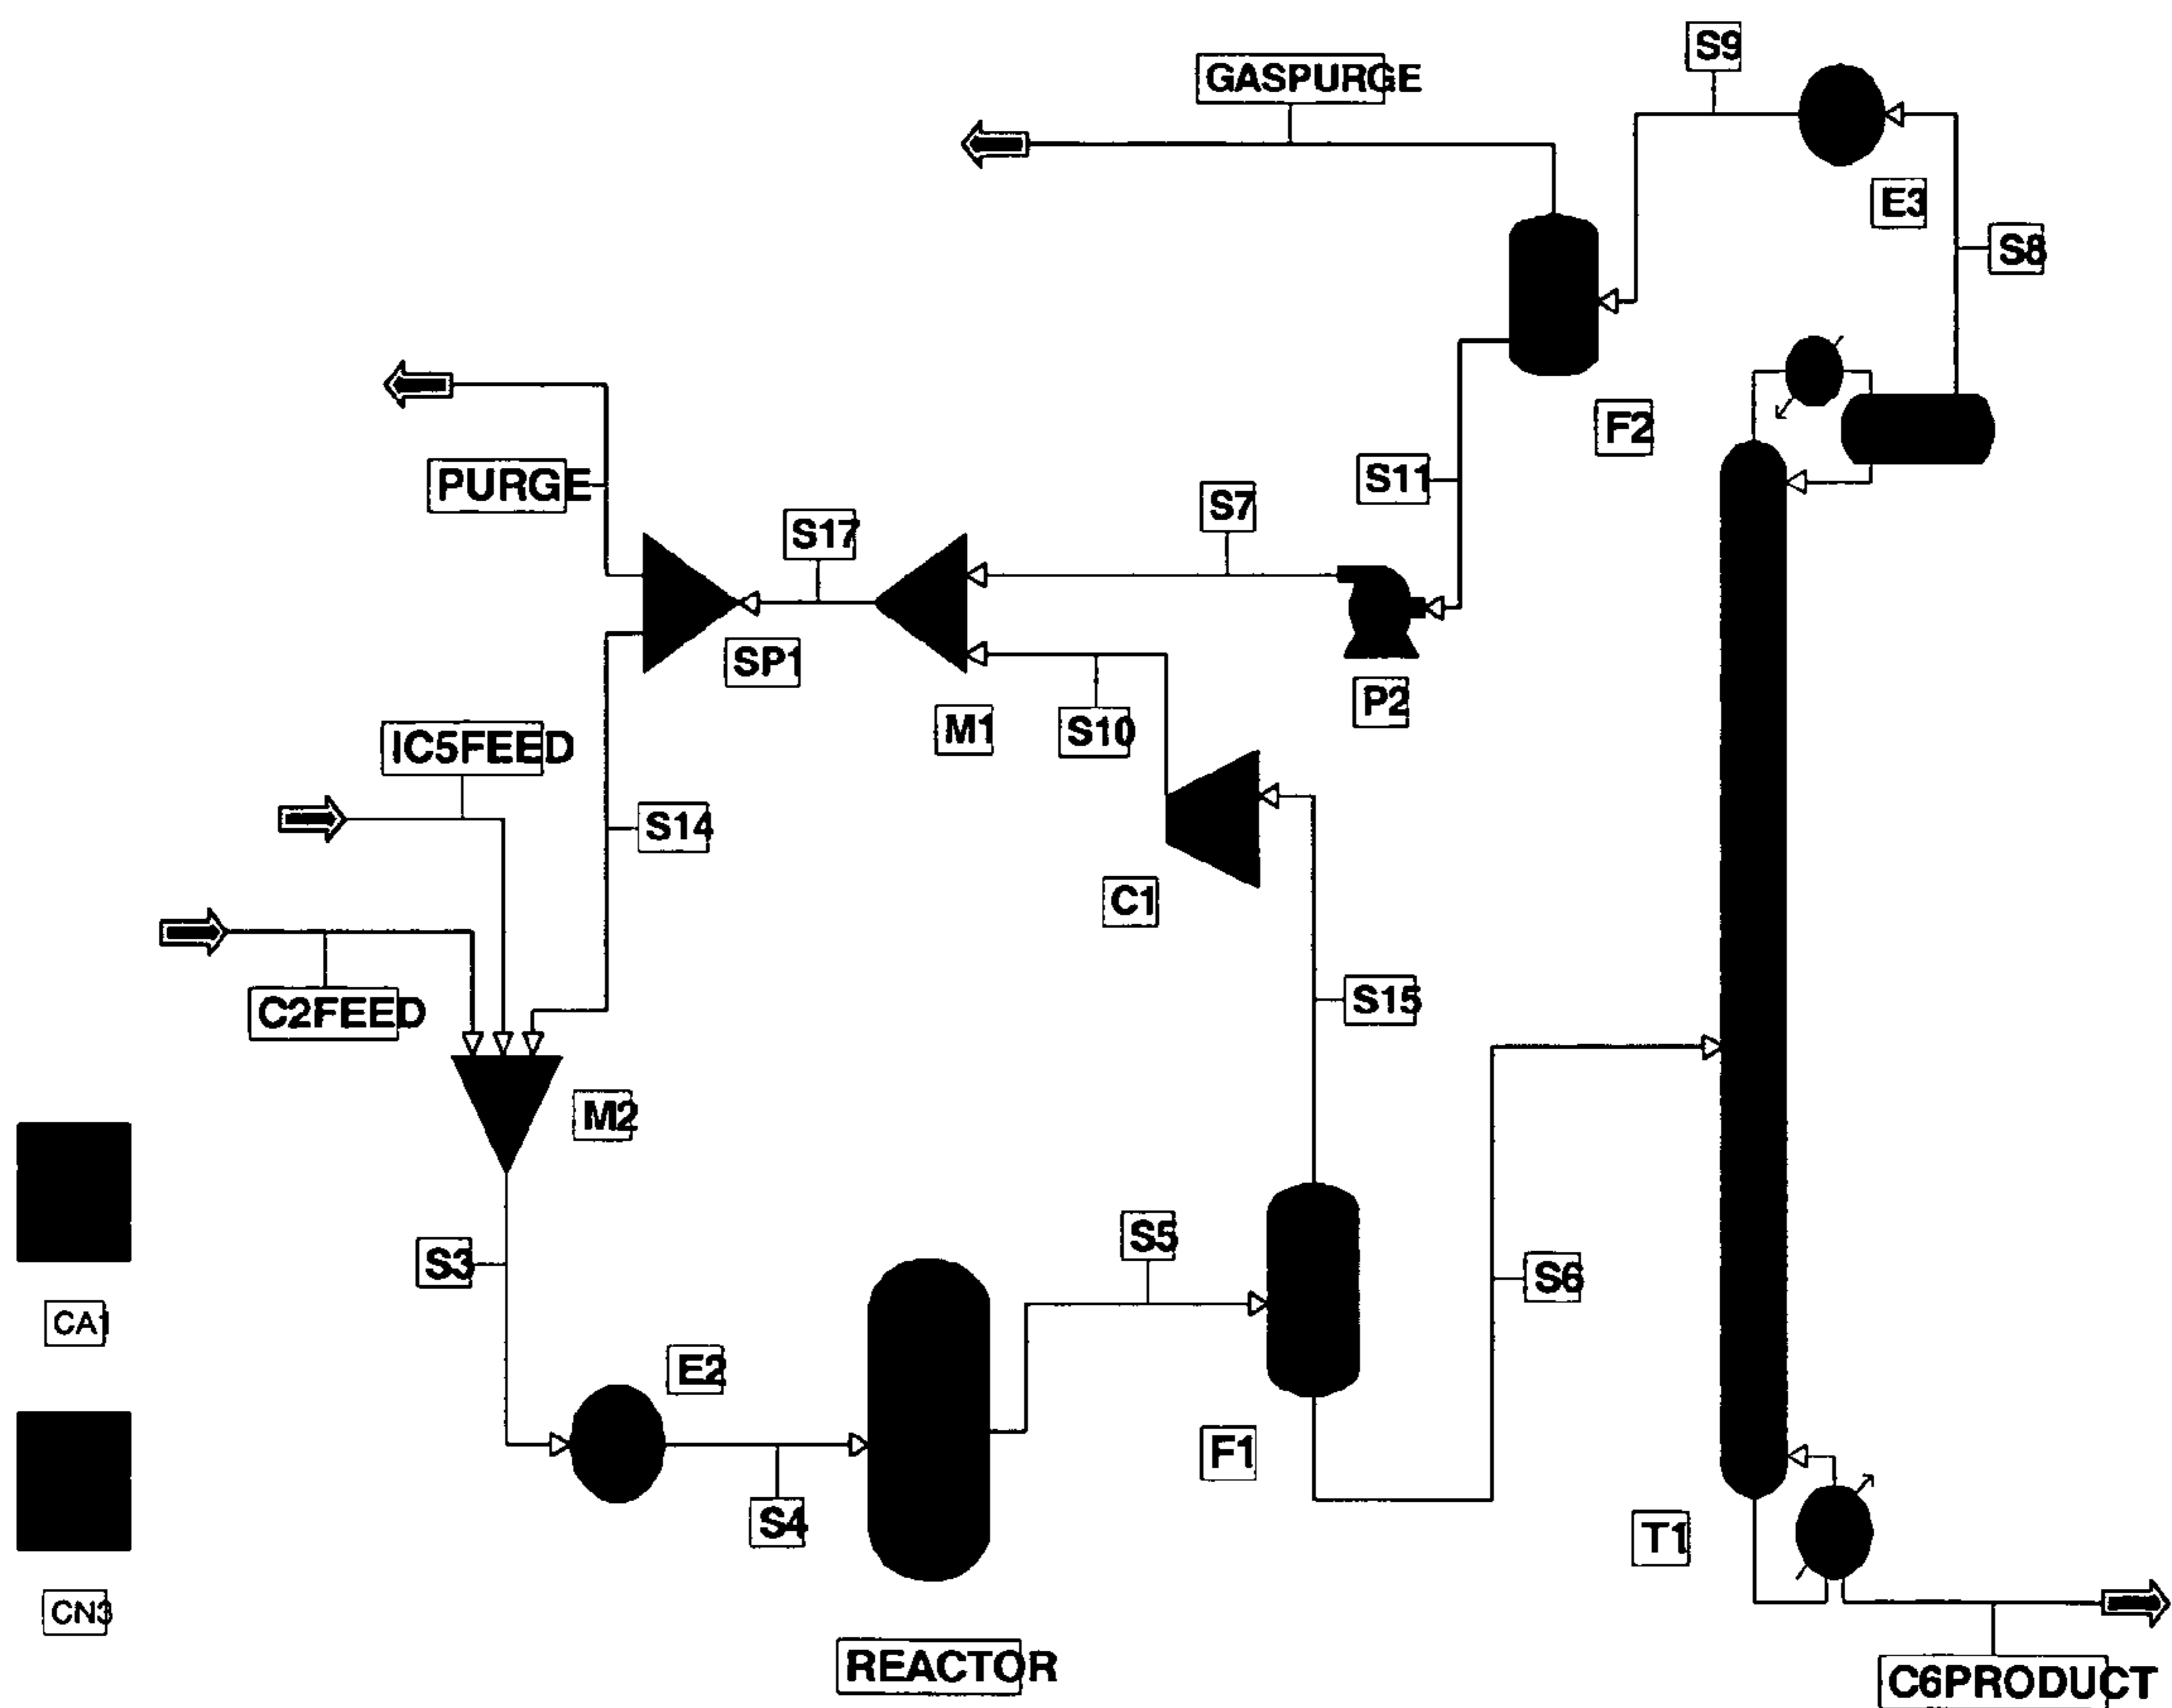 S9
GASPURGE
E3
S8
F2
S11
PURGE
S7
S17
SP1
P2
M1
S10
IC5FEED
S14
C1
S15
C2FEED
M2
S5
S3
S6
CA1
E2
F1
S4
T1
CN3
REACTOR
C6PRODUCT